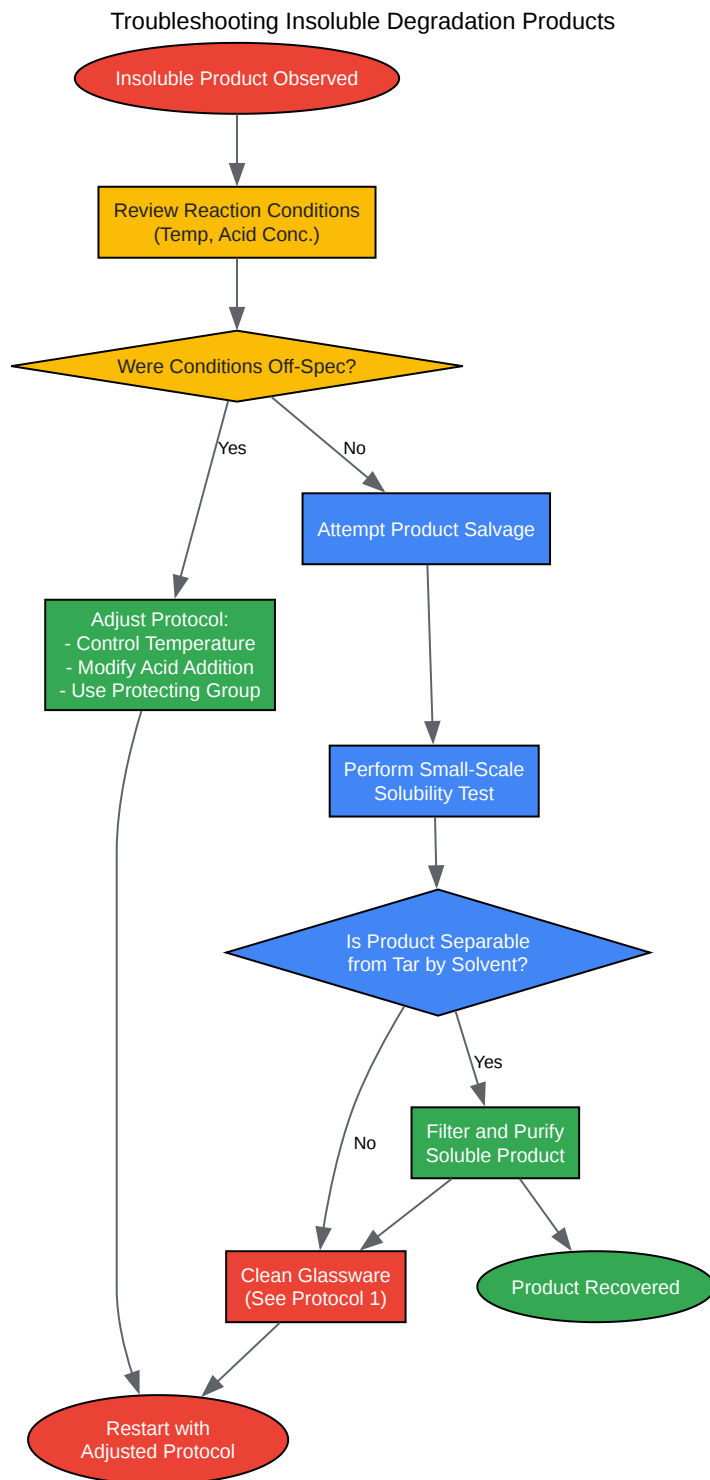 Troubleshooting Insoluble Degradation Products
Insoluble Product Observed
Review Reaction Conditions
(Temp, Acid Conc.)
Were Conditions Off-Spec?
Yes
No
Attempt Product Salvage
Adjust Protocol:
- Control Temperature
- Modify Acid Addition
- Use Protecting Group
Perform Small-Scale
Solubility Test
Is Product Separable
from Tar by Solvent?
Yes
No
Filter and Purify
Soluble Product
Clean Glassware
(See Protocol 1)
Product Recovered
Restart with
Adjusted Protocol